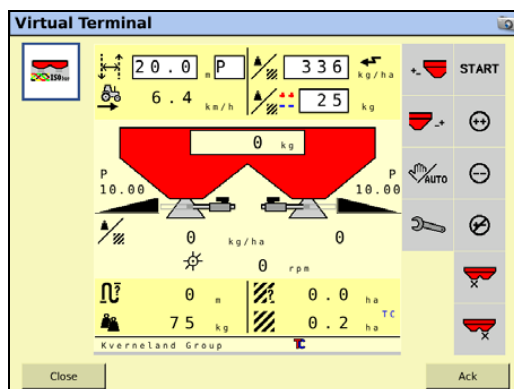 Virtual Terminal
ISO
20.0 m P
336 kg/ha
6.4 km/h
25 kg
+- START
0 kg
-+ ++
P P
10.00 10.00
AUTO --
0 kg/ha 0
0 rpm
? 0 m
? 0.0 ha
75 kg
0.2 ha TC
Kverneland Group TC
Close Ack